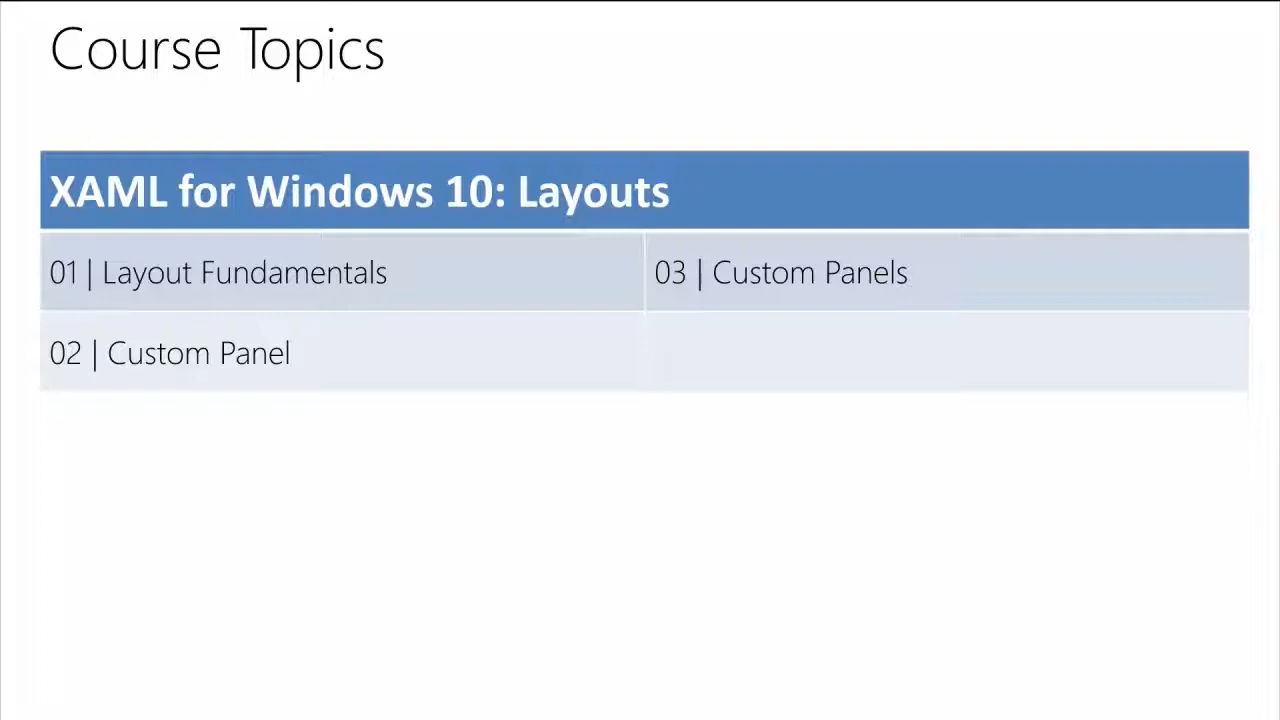 Course Topics
XAML for Windows 10: Layouts
01 | Layout Fundamentals
03 | Custom Panels
02 | Custom Panel